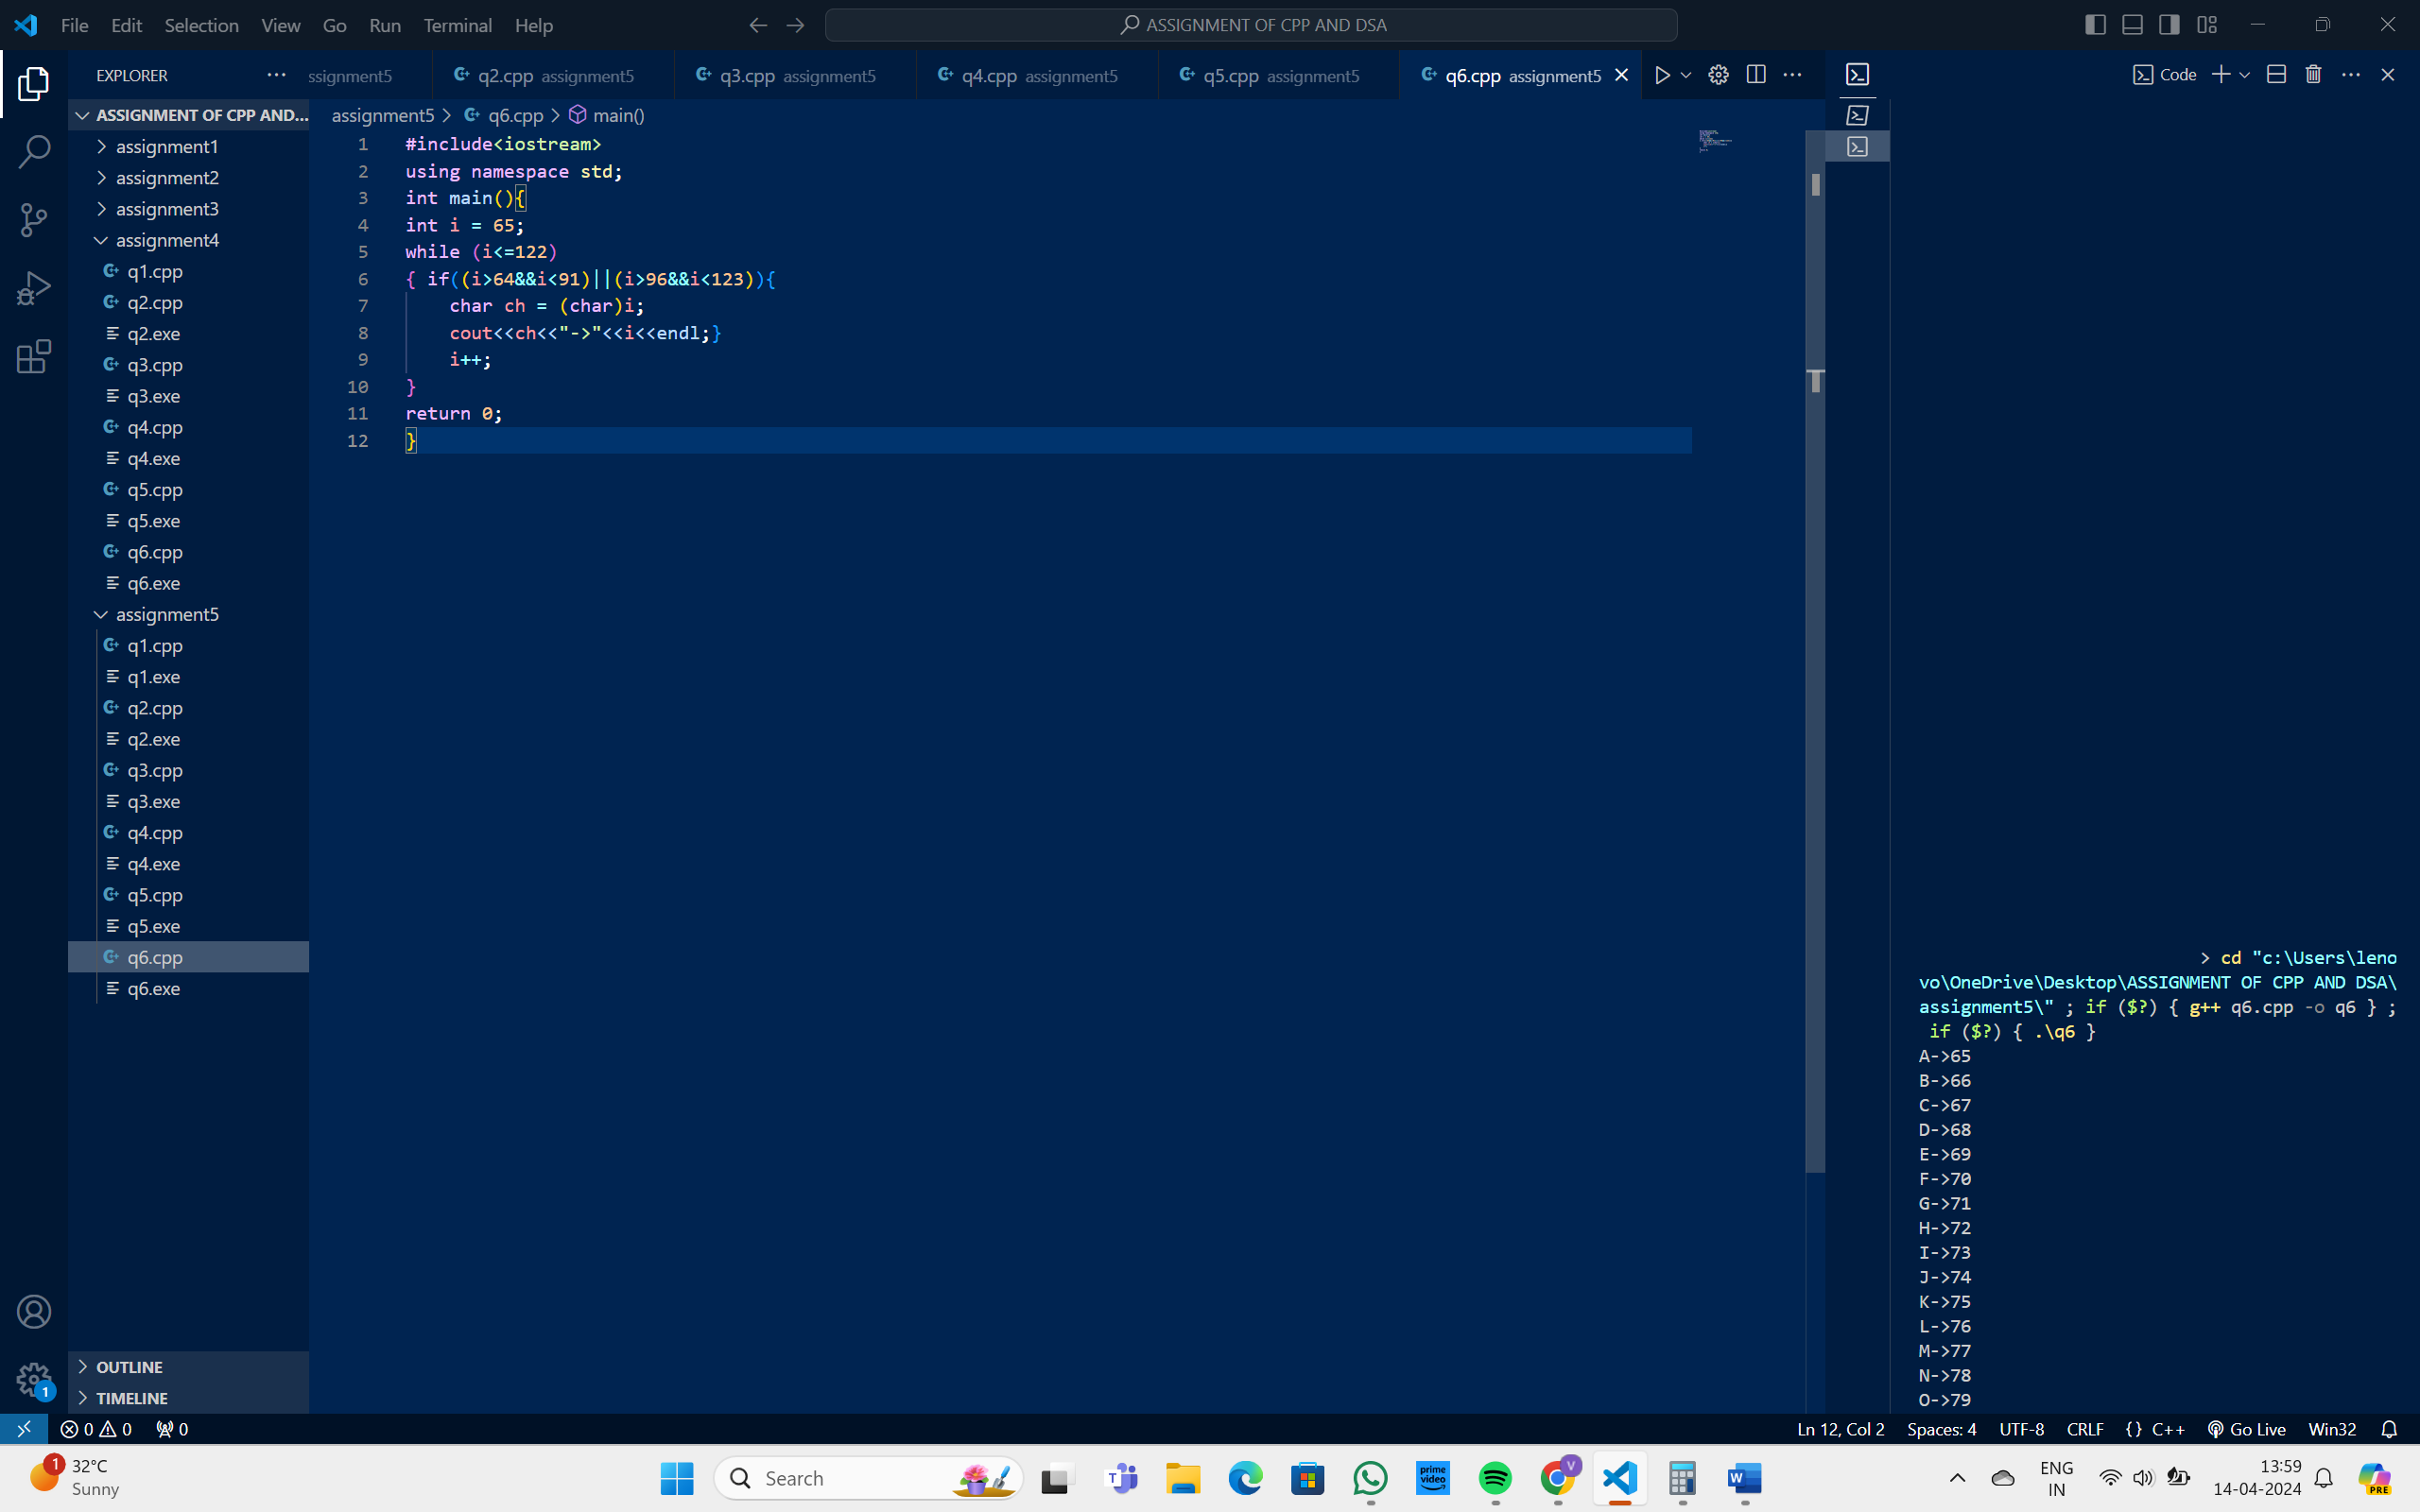 File Edit Selection View Go Run Terminal Help
ASSIGNMENT OF CPP AND DSA
EXPLORER
ssignment5
q2.cpp assignment5
q3.cpp assignment5
q4.cpp assignment5
q5.cpp assignment5
q6.cpp assignment5
Code
ASSIGNMENT OF CPP AND...
assignment1
assignment2
assignment3
assignment4
q1.cpp
q2.cpp
q2.exe
q3.cpp
q3.exe
q4.cpp
q4.exe
q5.cpp
q5.exe
q6.cpp
q6.exe
assignment5
q1.cpp
q1.exe
q2.cpp
q2.exe
q3.cpp
q3.exe
q4.cpp
q4.exe
q5.cpp
q5.exe
q6.cpp
q6.exe
OUTLINE
TIMELINE
assignment5 > q6.cpp > main()
1 #include<iostream>
2 using namespace std;
3 int main(){
4 int i = 65;
5 while (i<=122)
6 { if((i>64&&i<91)||(i>96&&i<123)){
7 char ch = (char)i;
8 cout<<ch<<"->"<<i<<endl;}
9 i++;
10 }
11 return 0;
12 }
> cd "c:\Users\leno
vo\OneDrive\Desktop\ASSIGNMENT OF CPP AND DSA\
assignment5\" ; if ($?) { g++ q6.cpp -o q6 } ;
if ($?) { .\q6 }
A->65
B->66
C->67
D->68
E->69
F->70
G->71
H->72
I->73
J->74
K->75
L->76
M->77
N->78
O->79
1
0 0 0
Ln 12, Col 2 Spaces: 4 UTF-8 CRLF {} C++ Go Live Win32
1
32°C
Sunny
Search
T
prime video
V
W
ENG
IN
13:59
14-04-2024
PRE